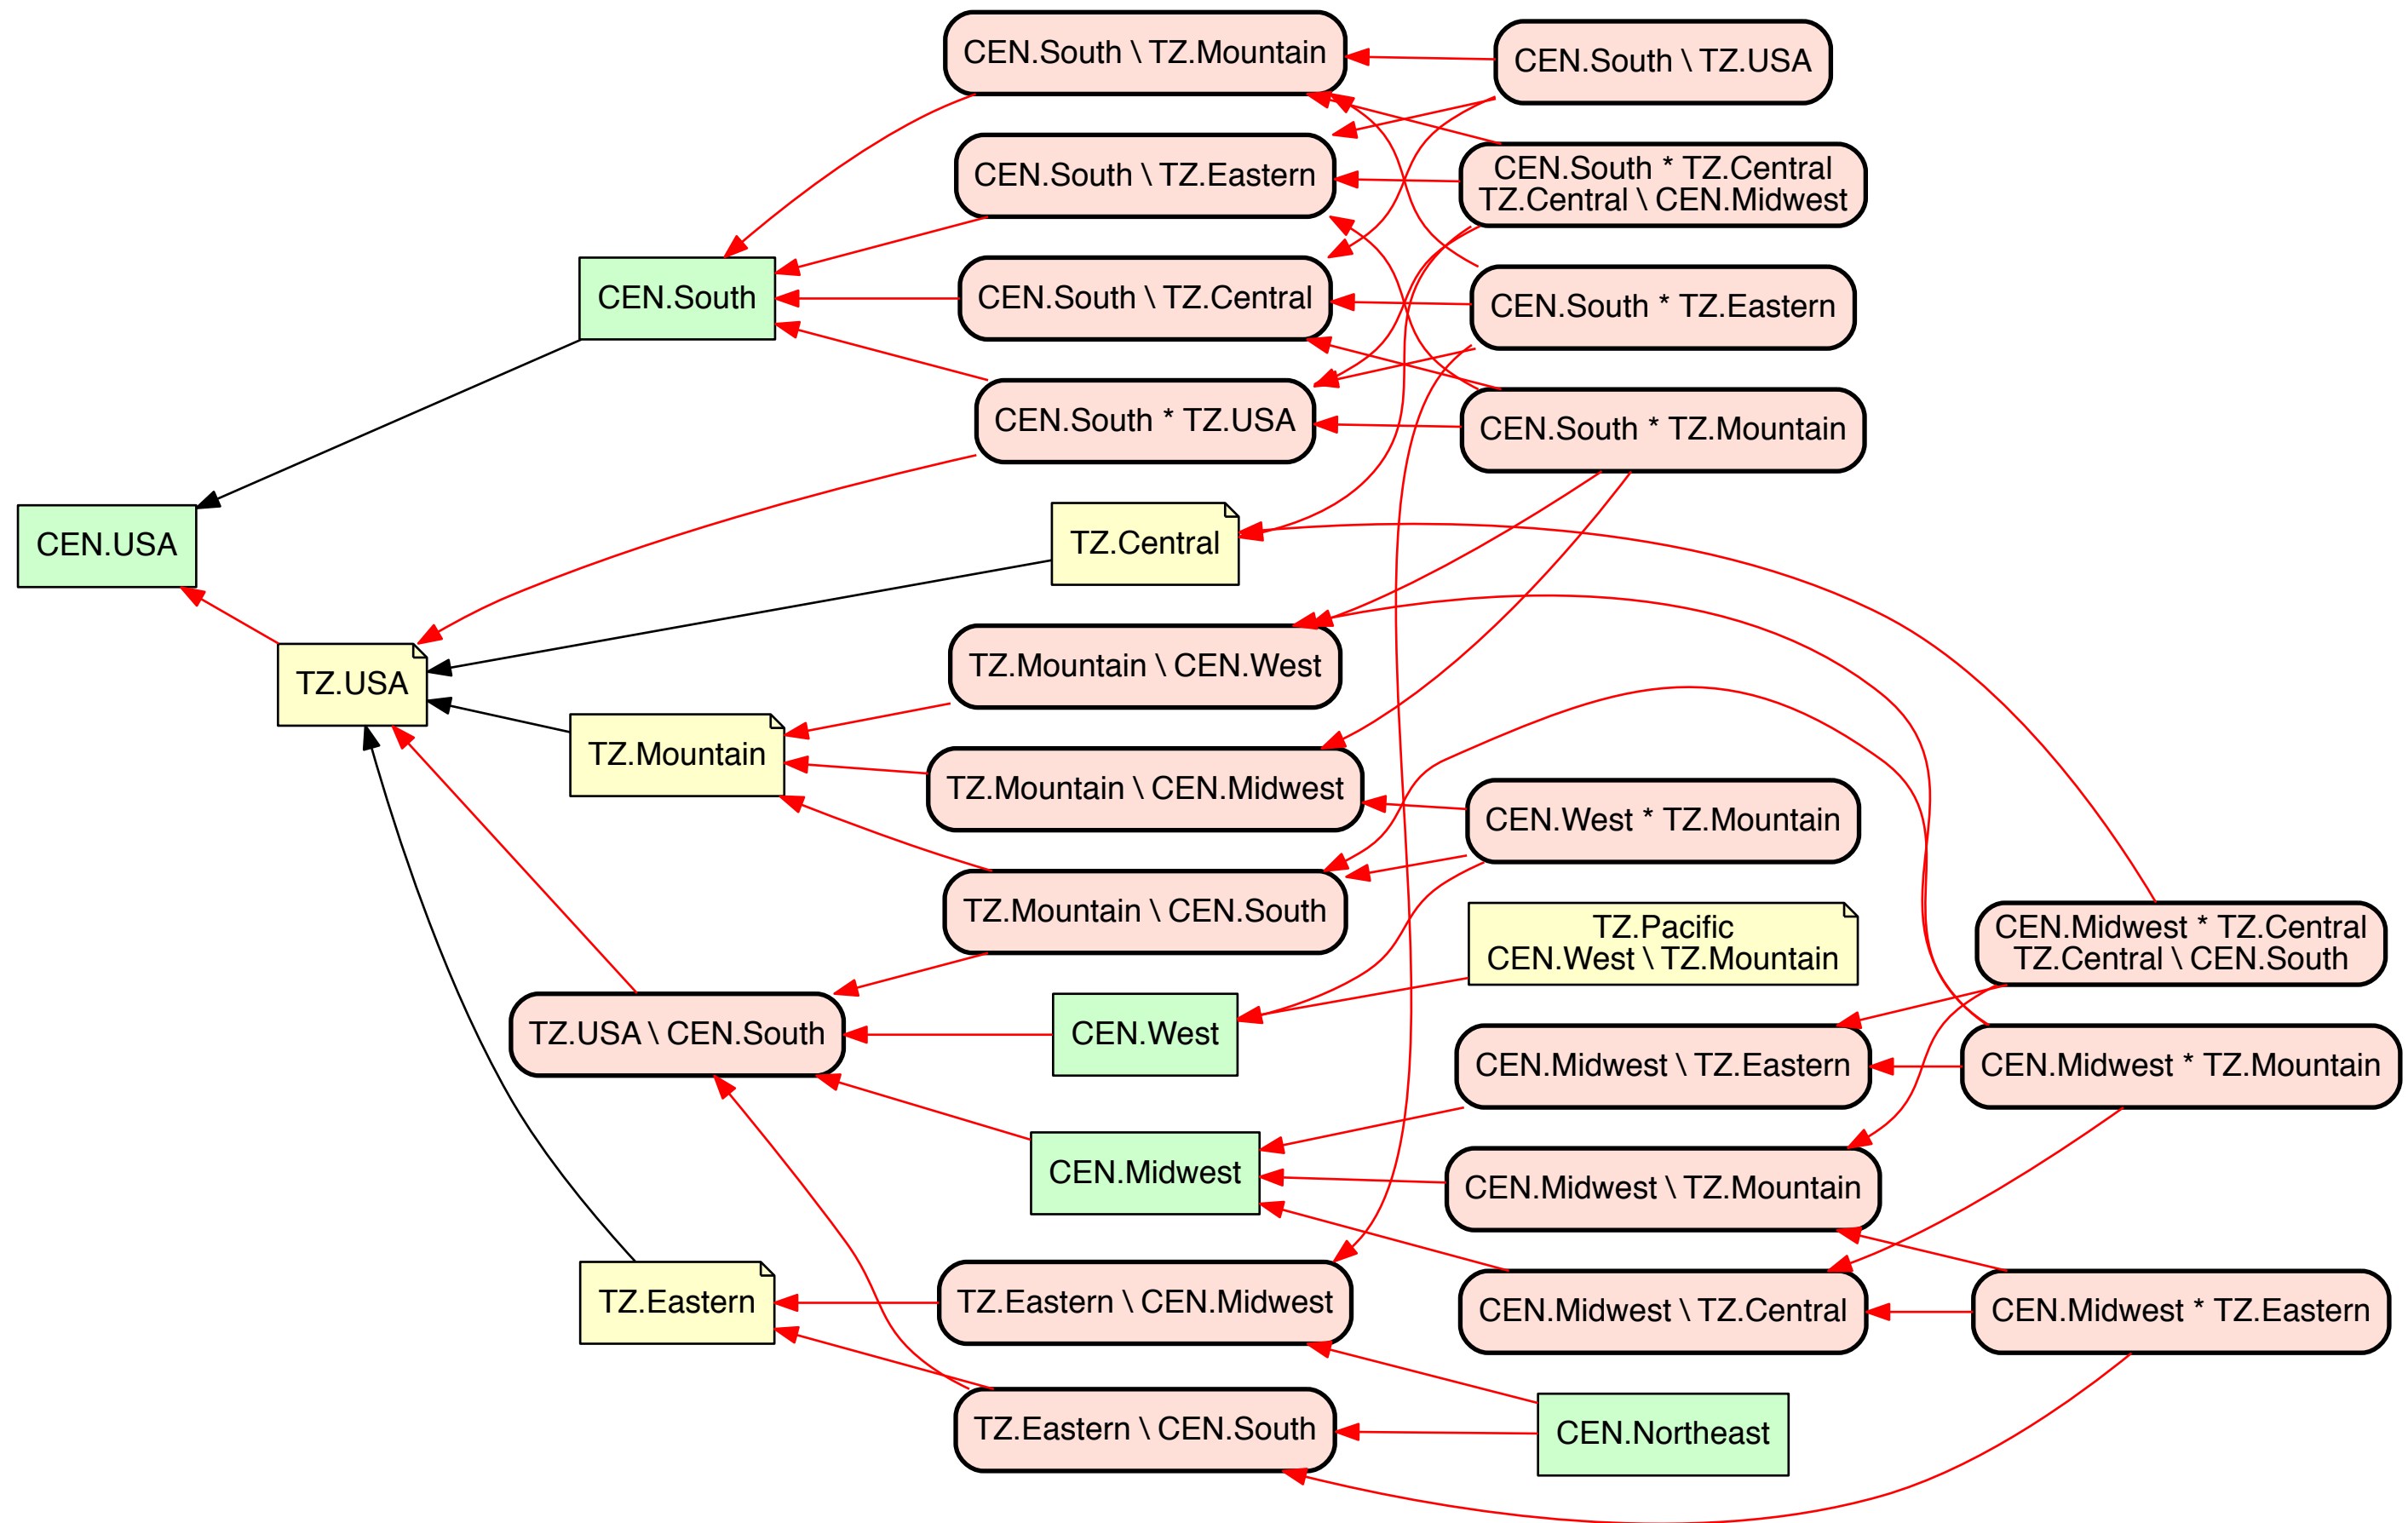 CEN.South \ TZ.Mountain
CEN.South \ TZ.USA
CEN.South \ TZ.Eastern
CEN.South * TZ.Central
TZ.Central \ CEN.Midwest
CEN.South
CEN.South \ TZ.Central
CEN.South * TZ.Eastern
CEN.South * TZ.USA
CEN.South * TZ.Mountain
CEN.USA
TZ.Central
TZ.USA
TZ.Mountain \ CEN.West
TZ.Mountain
TZ.Mountain \ CEN.Midwest
CEN.West * TZ.Mountain
TZ.Mountain \ CEN.South
TZ.Pacific
CEN.West \ TZ.Mountain
CEN.Midwest * TZ.Central
TZ.Central \ CEN.South
TZ.USA \ CEN.South
CEN.West
CEN.Midwest \ TZ.Eastern
CEN.Midwest * TZ.Mountain
CEN.Midwest
CEN.Midwest \ TZ.Mountain
TZ.Eastern
TZ.Eastern \ CEN.Midwest
CEN.Midwest \ TZ.Central
CEN.Midwest * TZ.Eastern
TZ.Eastern \ CEN.South
CEN.Northeast